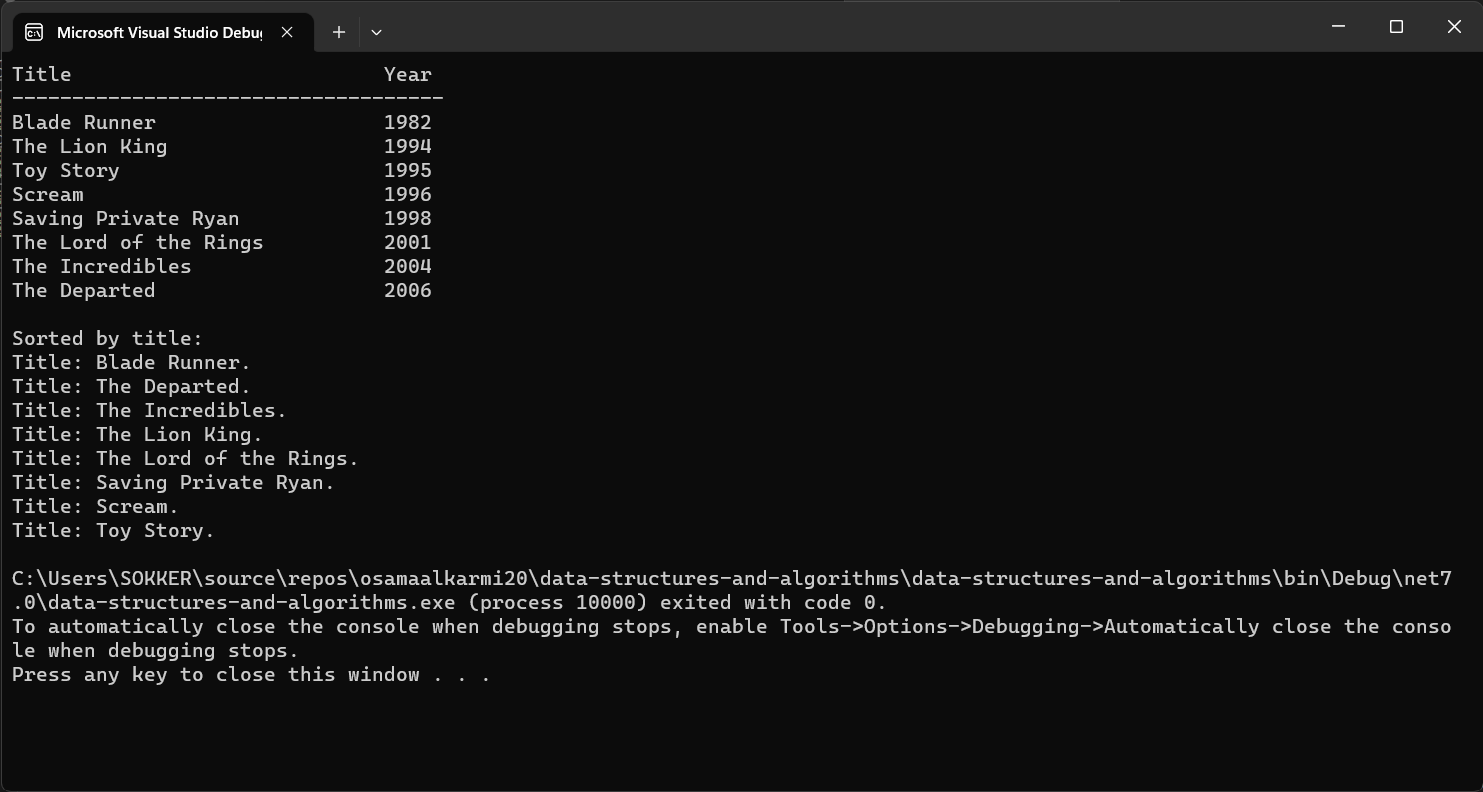 Microsoft Visual Studio Debug
Title                          Year
------------------------------------
Blade Runner                   1982
The Lion King                  1994
Toy Story                      1995
Scream                         1996
Saving Private Ryan            1998
The Lord of the Rings          2001
The Incredibles                2004
The Departed                   2006
Sorted by title:
Title: Blade Runner.
Title: The Departed.
Title: The Incredibles.
Title: The Lion King.
Title: The Lord of the Rings.
Title: Saving Private Ryan.
Title: Scream.
Title: Toy Story.
C:\Users\SOKKER\source\repos\osamaalkarmi20\data-structures-and-algorithms\data-structures-and-algorithms\bin\Debug\net7
.0\data-structures-and-algorithms.exe (process 10000) exited with code 0.
To automatically close the console when debugging stops, enable Tools->Options->Debugging->Automatically close the conso
le when debugging stops.
Press any key to close this window . . .